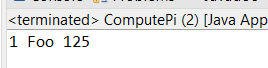 <terminated> ComputePi (2) [Java App
1 Foo 125